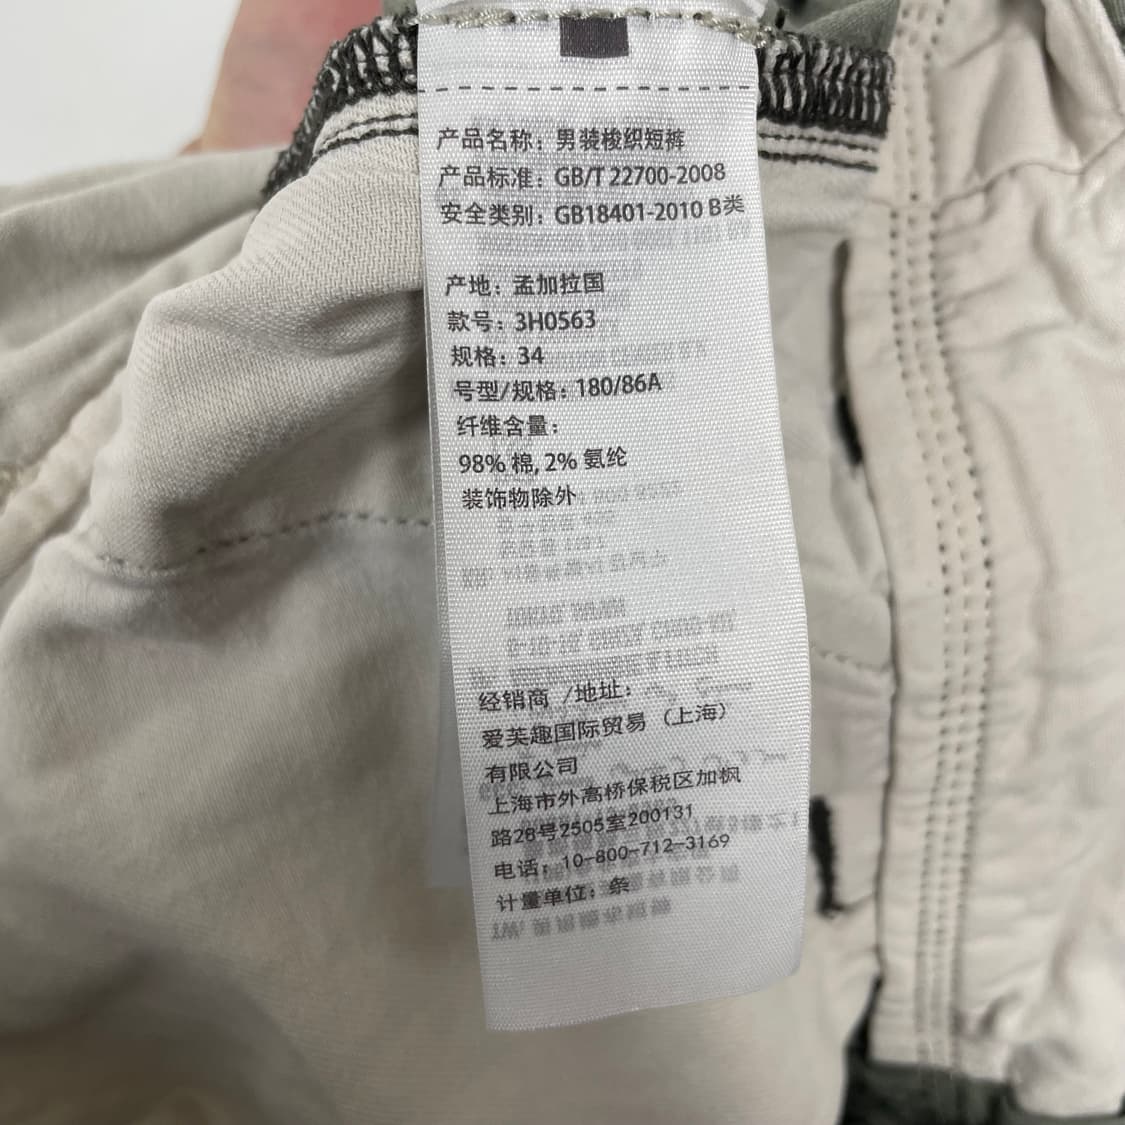 产品名称：男装梭织短裤
产品标准：GB/T 22700-2008
安全类别：GB18401-2010 B类
产地：孟加拉国
款号：3H0563
规格：34
号型/规格：180/86A
纤维含量：
98% 棉, 2% 氨纶
装饰物除外
经销商 /地址：
爱芙趣国际贸易（上海）
有限公司
上海市外高桥保税区加枫
路28号2505室200131
电话：10-800-712-3169
计量单位：条